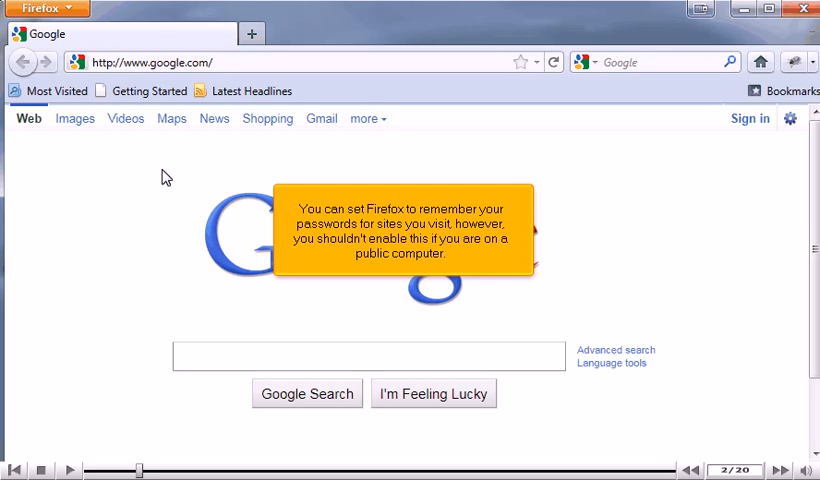 Firefox
Google
http://www.google.com/
Google
Most Visited Getting Started Latest Headlines Bookmarks
Web Images Videos Maps News Shopping Gmail more Sign in
You can set Firefox to remember your
passwords for sites you visit, however,
you shouldn't enable this if you are on a
public computer.
Advanced search
Language tools
Google Search I'm Feeling Lucky
2/20